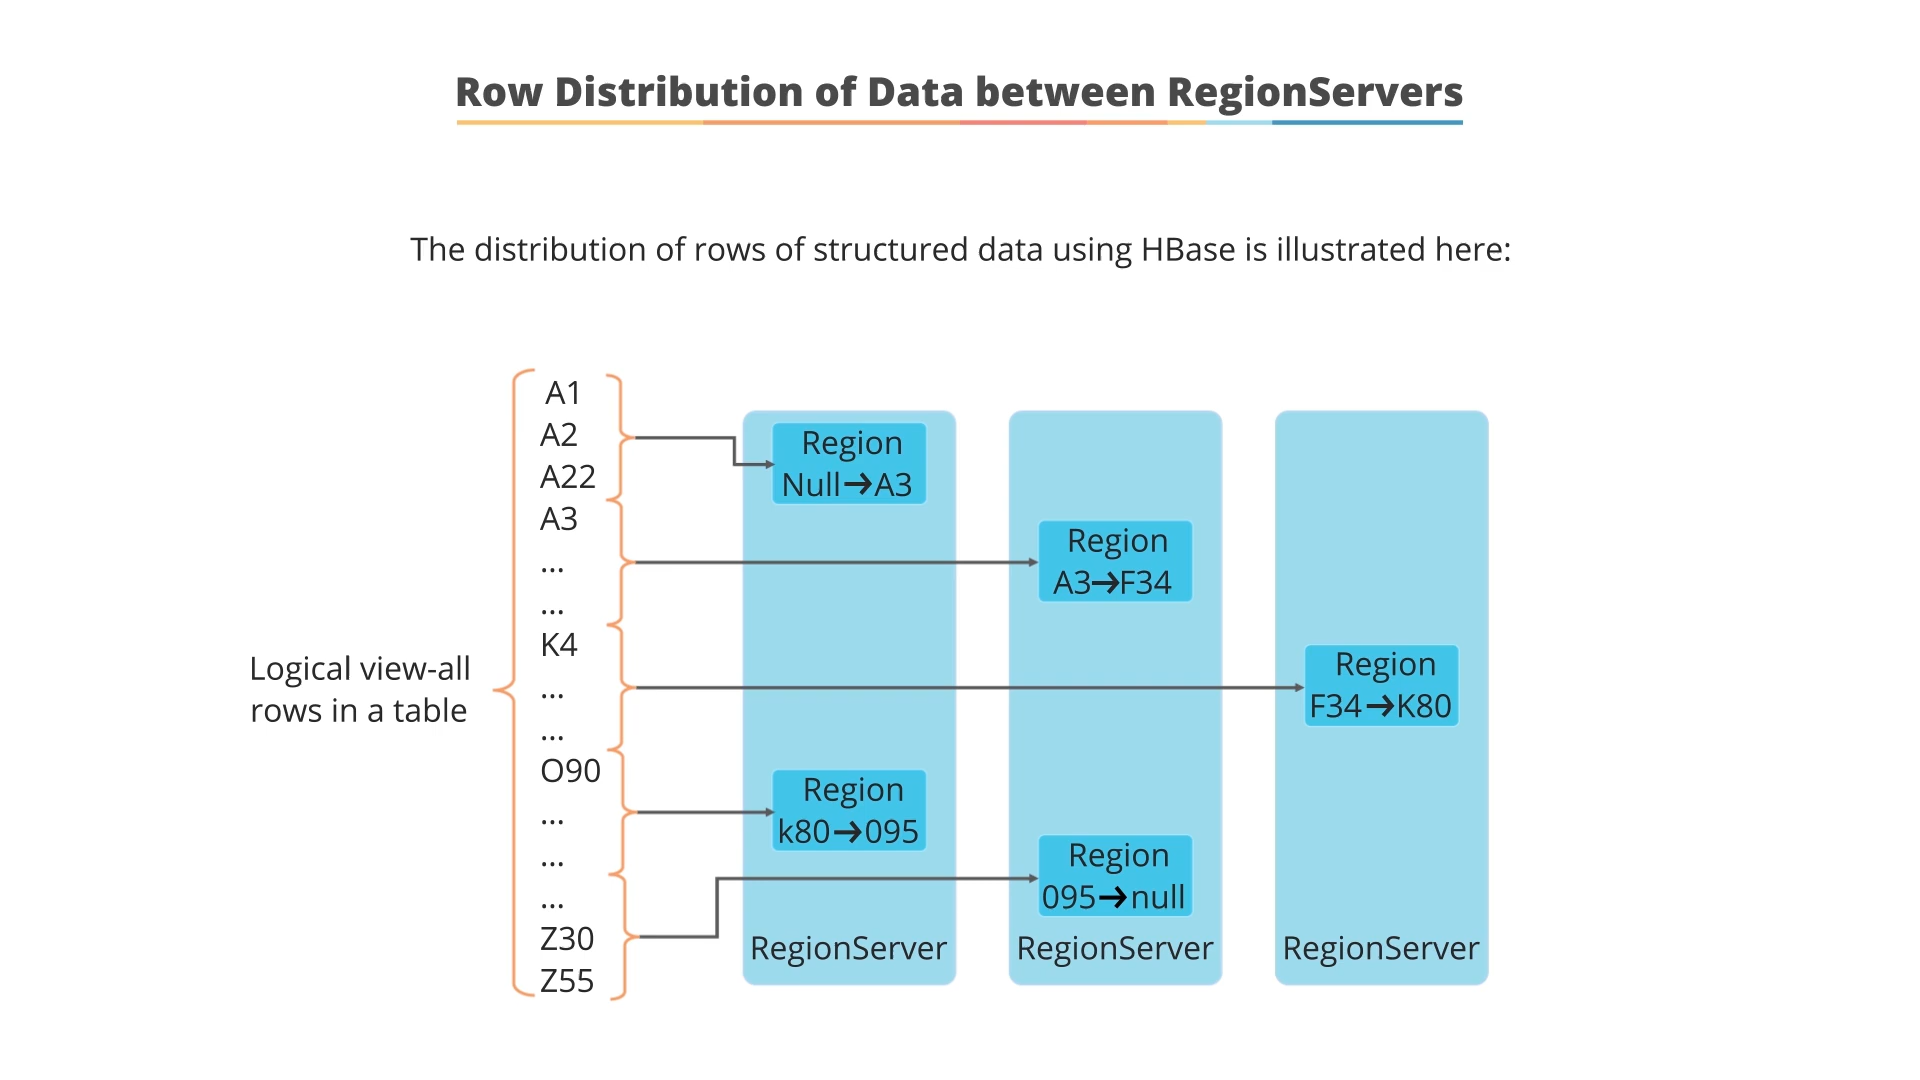 Row Distribution of Data between RegionServers
The distribution of rows of structured data using HBase is illustrated here:
Logical view-all
rows in a table
A1
A2
A22
A3
...
...
K4
...
...
O90
...
...
...
Z30
Z55
Region
Null→A3
Region
k80→095
RegionServer
Region
A3→F34
Region
095→null
RegionServer
Region
F34→K80
RegionServer